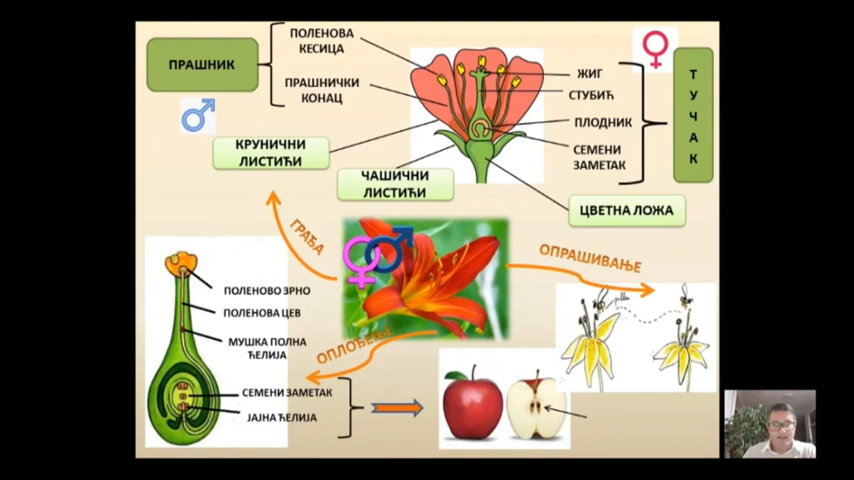 ПРАШНИК
ПОЛЕНОВА
КЕСИЦА
ПРАШНИЧКИ
КОНАЦ
ЖИГ
СТУБИЋ
ПЛОДНИК
СЕМЕНИ
ЗАМЕТАК
ТУЧАК
КРУНИЧНИ
ЛИСТИЋИ
ЧАШИЧНИ
ЛИСТИЋИ
ЦВЕТНА ЛОЖА
ГРАЂА
ОПРАШИВАЊЕ
ОПЛОЂЕЊЕ
ПОЛЕНОВО ЗРНО
ПОЛЕНОВА ЦЕВ
МУШКА ПОЛНА
ЋЕЛИЈА
СЕМЕНИ ЗАМЕТАК
ЈАЈНА ЋЕЛИЈА